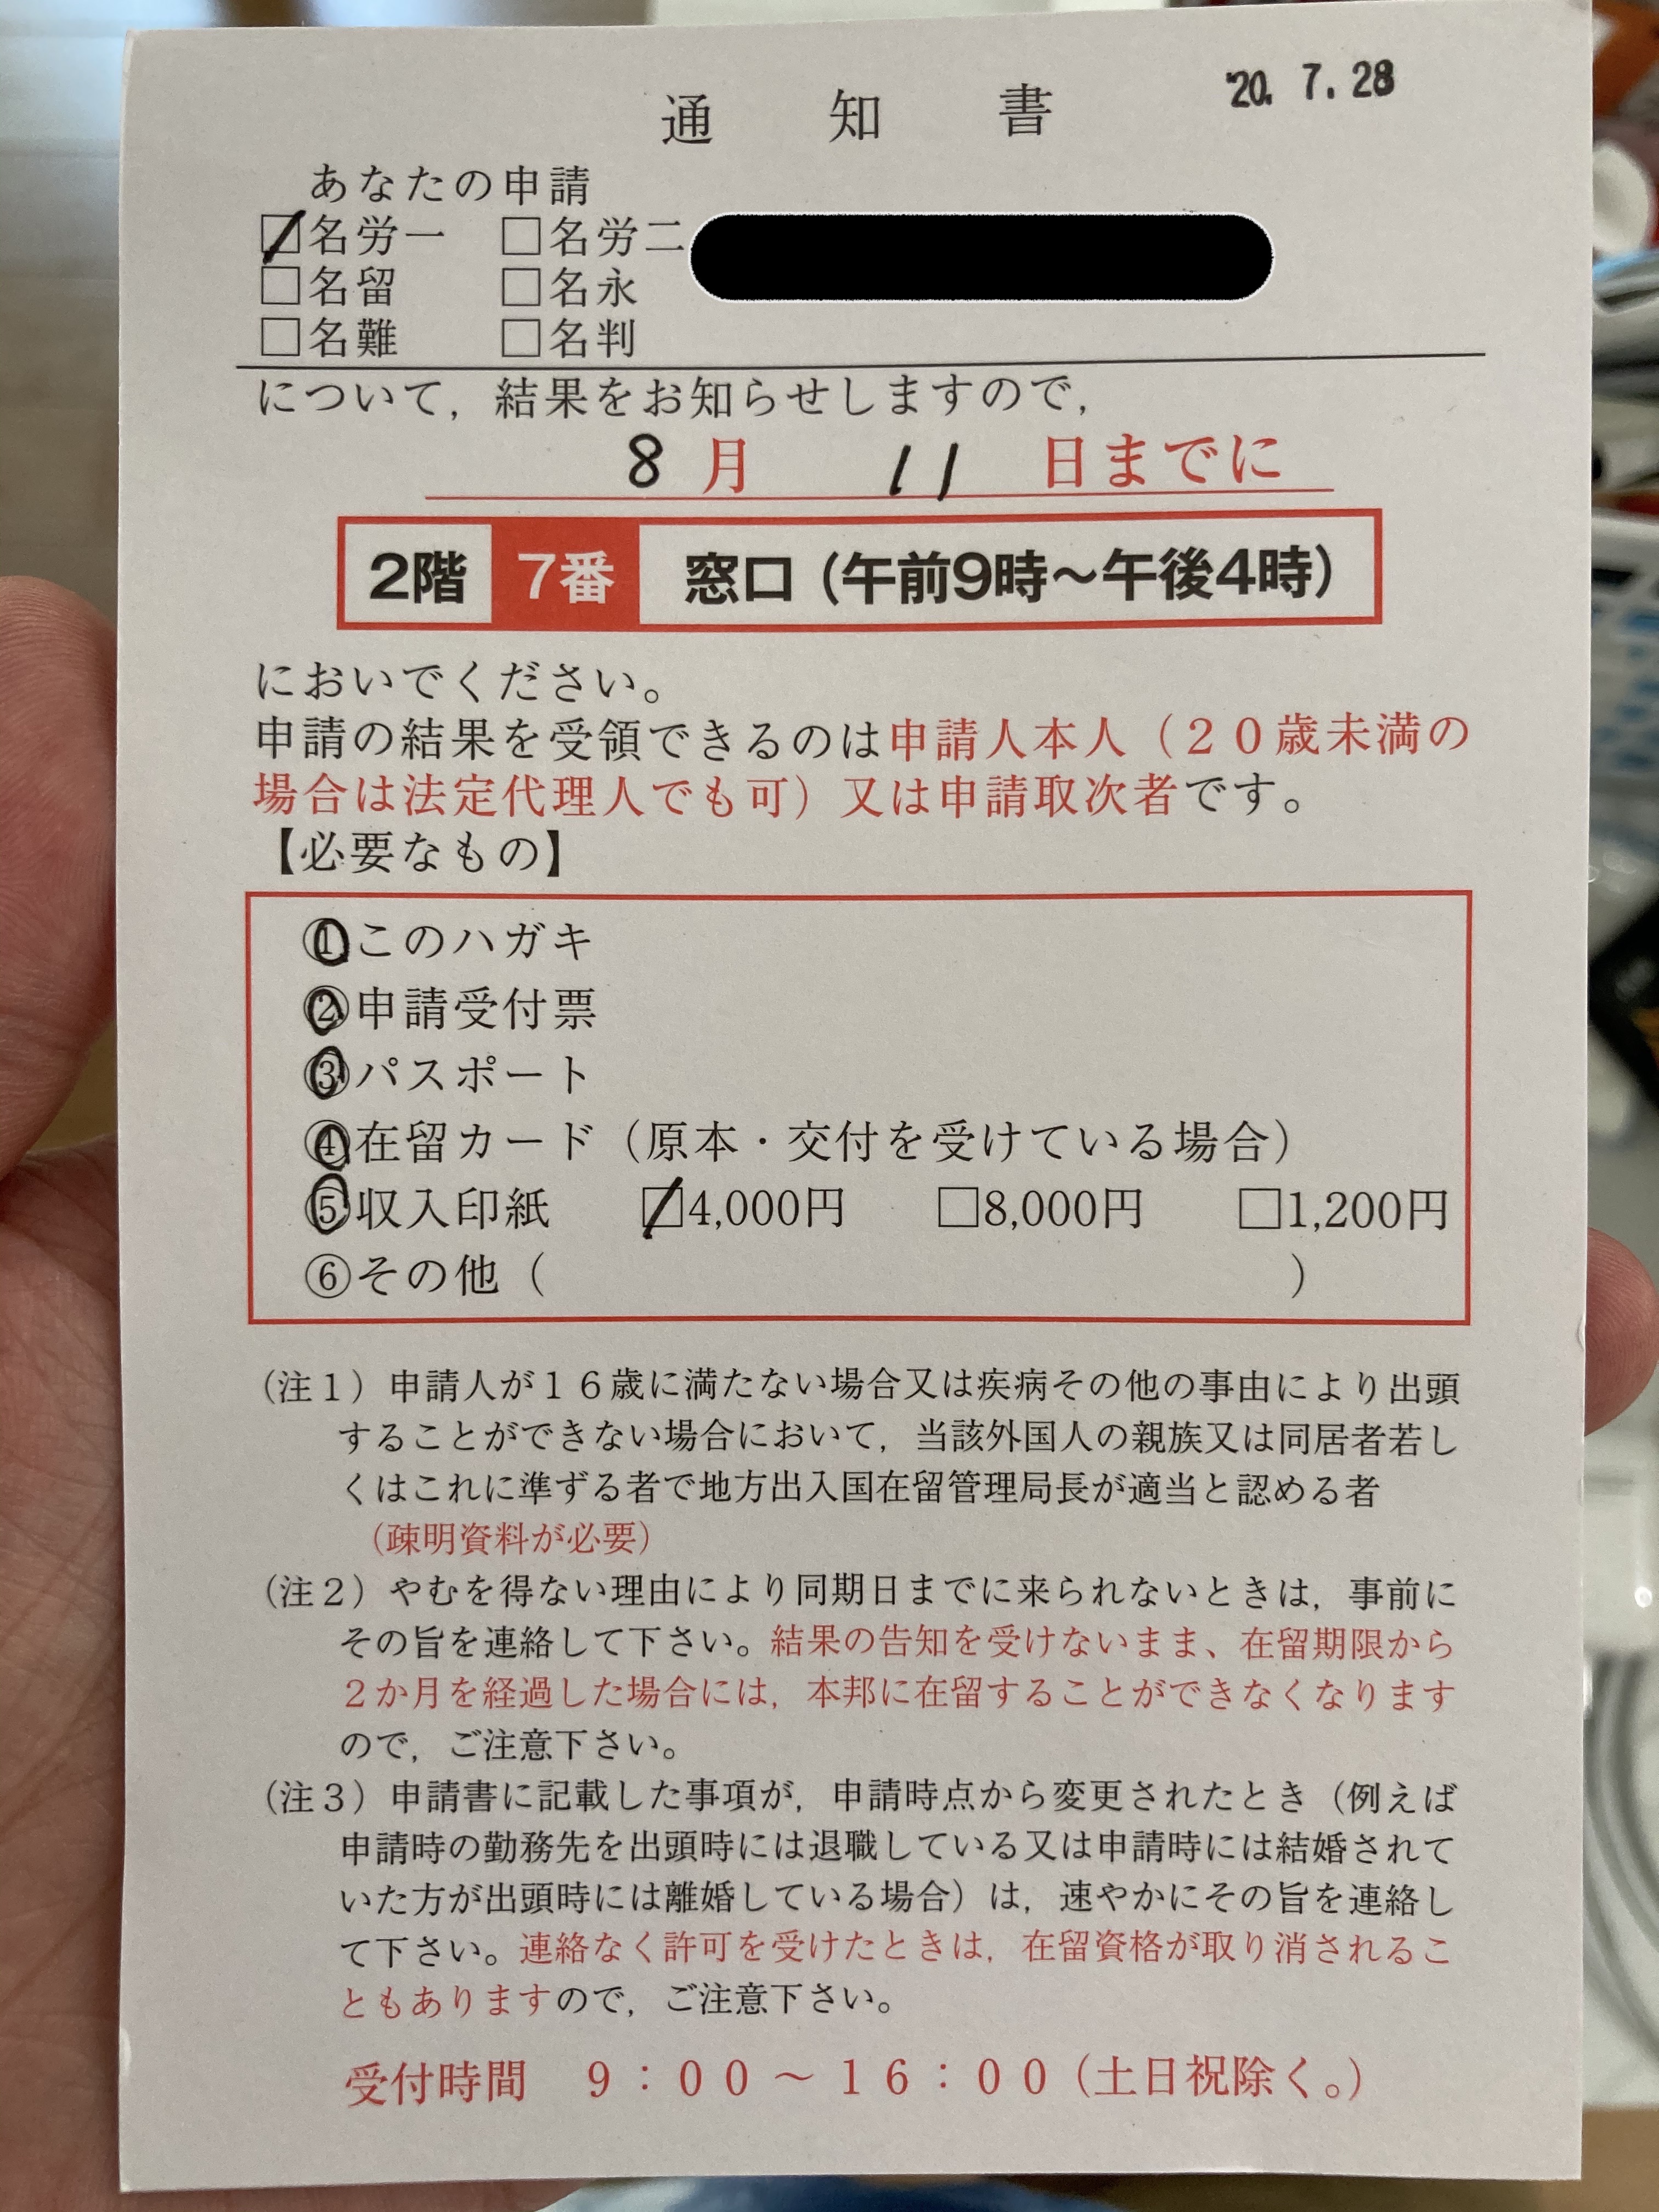 通知書 '20. 7. 28
あなたの申請
☑名労一 □名労二
□名留 □名永
□名難 □名判
について，結果をお知らせしますので，
8月 11 日までに
2階 7番 窓口（午前9時〜午後4時）
においでください。
申請の結果を受領できるのは申請人本人（２０歳未満の
場合は法定代理人でも可）又は申請取次者です。
【必要なもの】
①このハガキ
②申請受付票
③パスポート
④在留カード（原本・交付を受けている場合）
⑤収入印紙 ☑4,000円 □8,000円 □1,200円
⑥その他（ ）
（注１）申請人が１６歳に満たない場合又は疾病その他の事由により出頭
することができない場合において，当該外国人の親族又は同居者若し
くはこれに準ずる者で地方出入国在留管理局長が適当と認める者
（疎明資料が必要）
（注２）やむを得ない理由により同期日までに来られないときは，事前に
その旨を連絡して下さい。結果の告知を受けないまま、在留期限から
２か月を経過した場合には，本邦に在留することができなくなります
ので，ご注意下さい。
（注３）申請書に記載した事項が，申請時点から変更されたとき（例えば
申請時の勤務先を出頭時には退職している又は申請時には結婚されて
いた方が出頭時には離婚している場合）は，速やかにその旨を連絡し
て下さい。連絡なく許可を受けたときは，在留資格が取り消されるこ
ともありますので，ご注意下さい。
受付時間 ９：００〜１６：００（土日祝除く。）